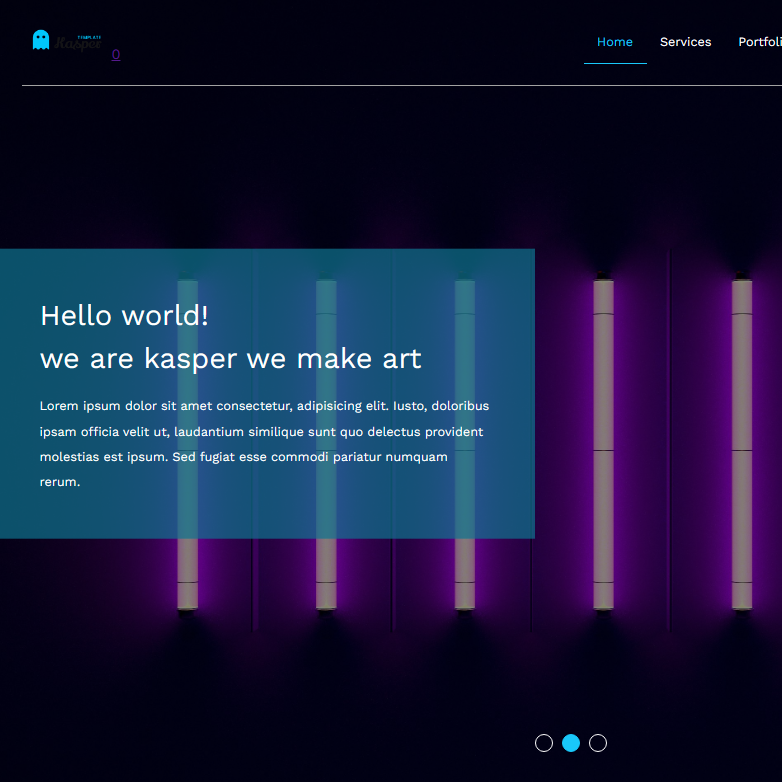 TEMPLATE
Kasper
0
Home Services Portfoli
Hello world!
we are kasper we make art
Lorem ipsum dolor sit amet consectetur, adipisicing elit. Iusto, doloribus
ipsam officia velit ut, laudantium similique sunt quo delectus provident
molestias est ipsum. Sed fugiat esse commodi pariatur numquam
rerum.